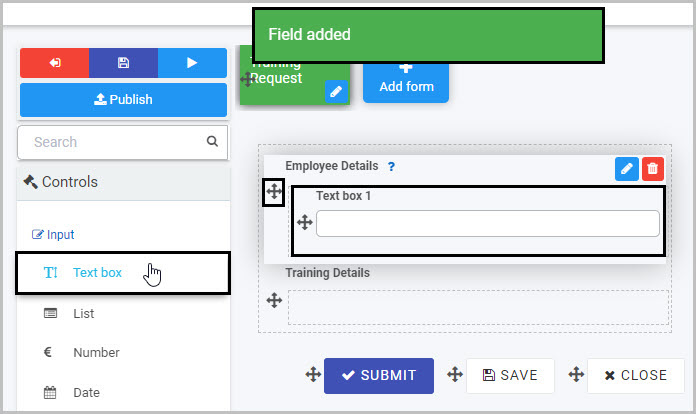 Field added
Training
Request
Add form
Publish
Search
Controls
Input
Text box
List
Number
Date
Employee Details ?
Text box 1
Training Details
SUBMIT
SAVE
CLOSE